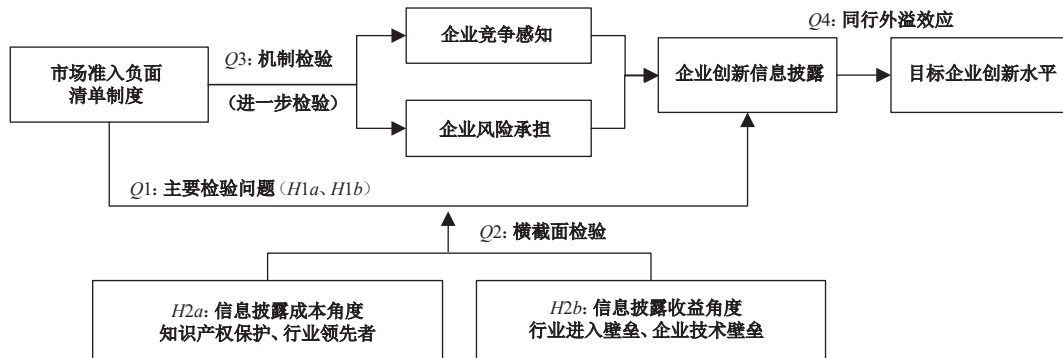 Q4: 同行外溢效应
企业竞争感知
Q3: 机制检验
市场准入负面
清单制度
企业创新信息披露
目标企业创新水平
（进一步检验）
企业风险承担
Q1: 主要检验问题（H1a、H1b）
Q2: 横截面检验
H2a: 信息披露成本角度
知识产权保护、行业领先者
H2b: 信息披露收益角度
行业进入壁垒、企业技术壁垒